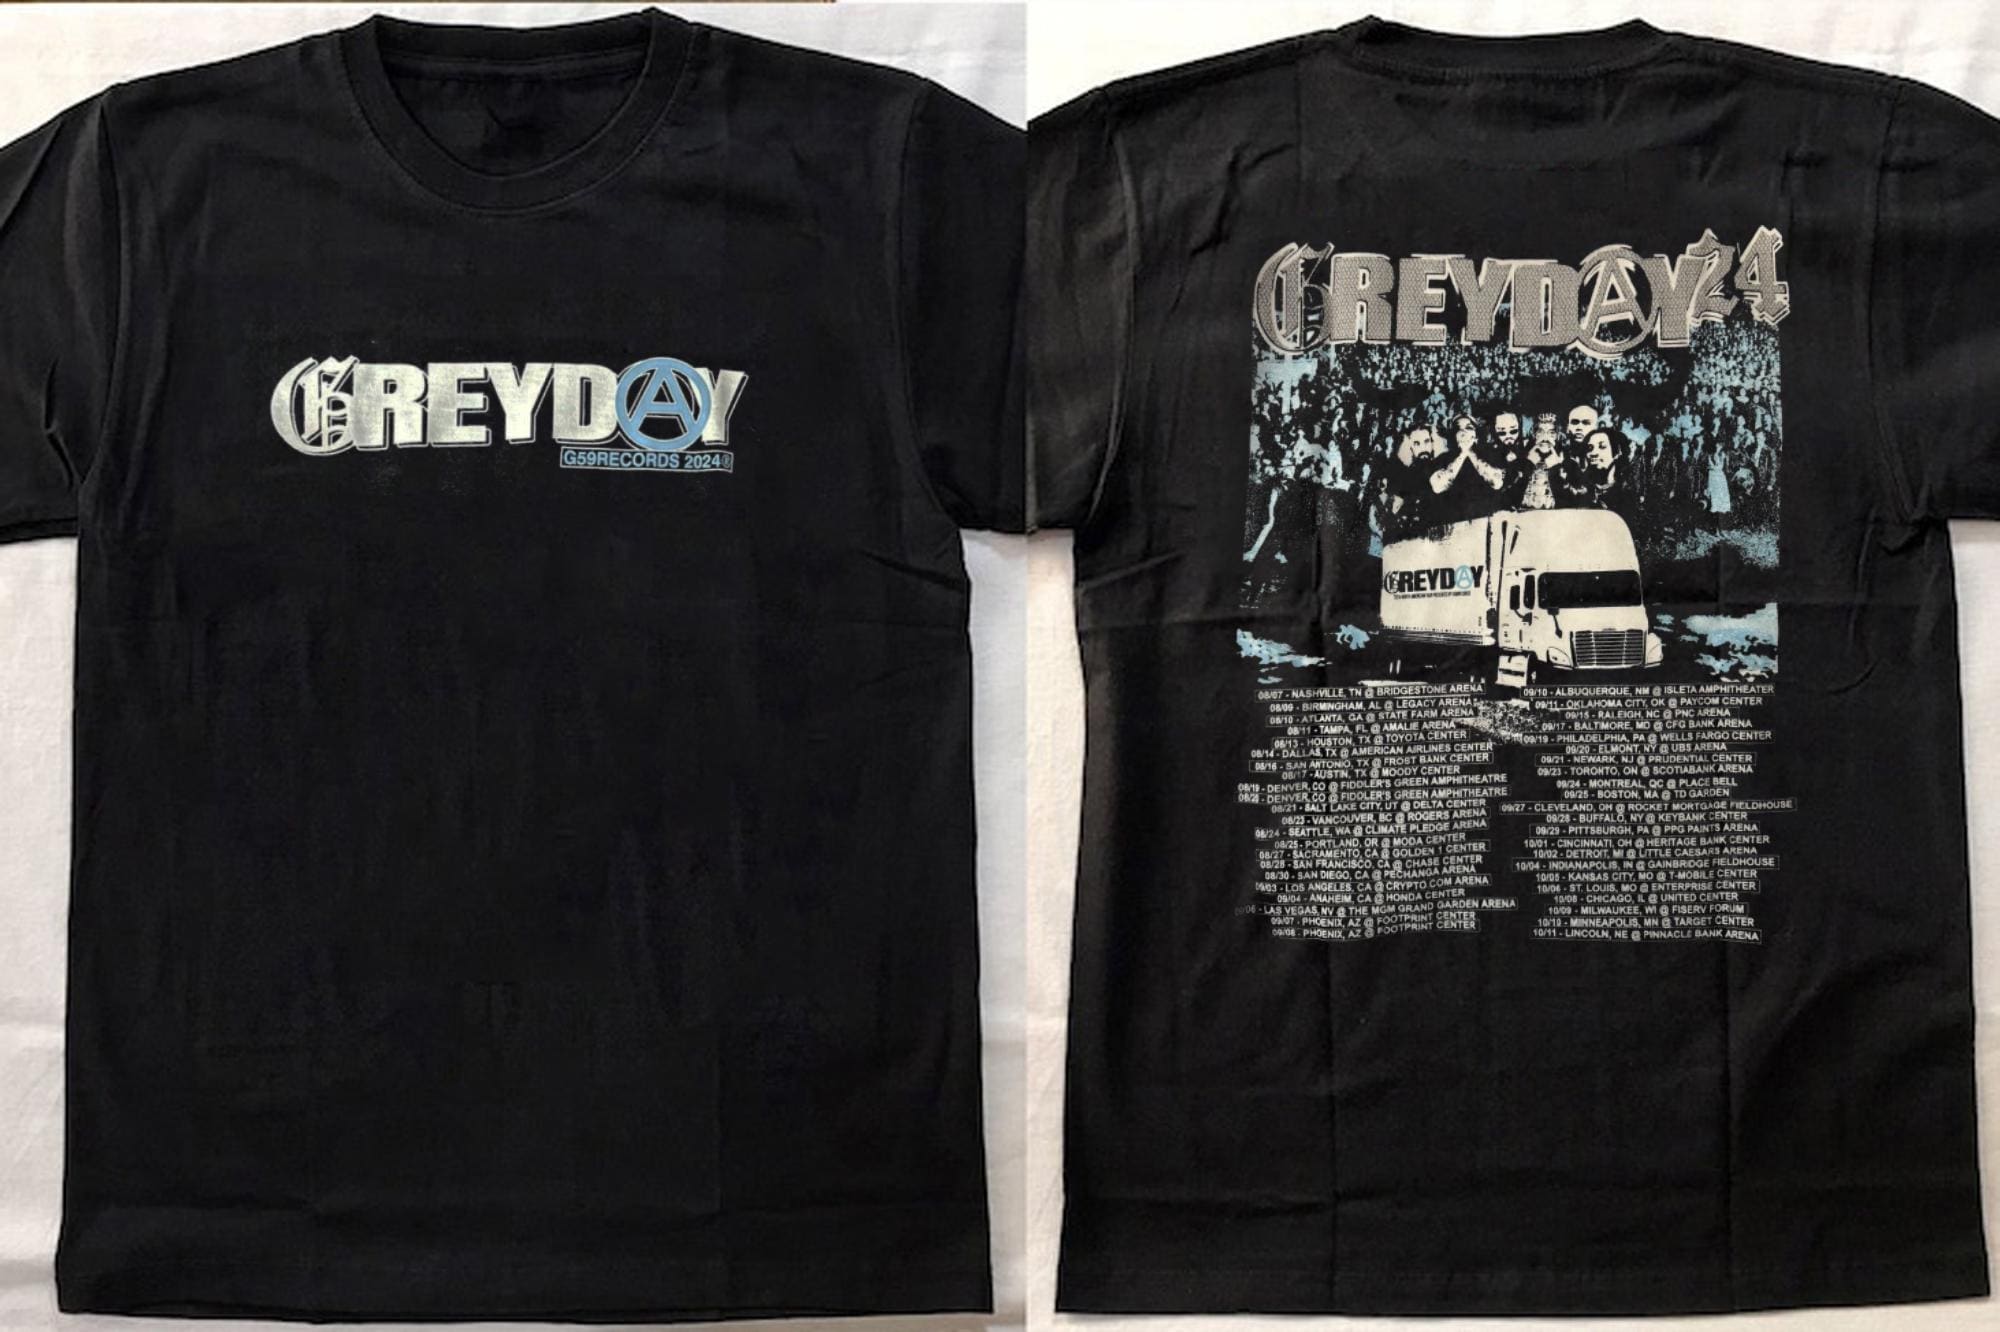 GREYDAY
G59RECORDS 2024®
GREYDAY24
GREYDAY
08/07 - NASHVILLE, TN @ BRIDGESTONE ARENA
08/09 - BIRMINGHAM, AL @ LEGACY ARENA
08/10 - ATLANTA, GA @ STATE FARM ARENA
08/11 - TAMPA, FL @ AMALIE ARENA
08/13 - HOUSTON, TX @ TOYOTA CENTER
08/14 - DALLAS, TX @ AMERICAN AIRLINES CENTER
08/16 - SAN ANTONIO, TX @ FROST BANK CENTER
08/17 - AUSTIN, TX @ MOODY CENTER
08/19 - DENVER, CO @ FIDDLER'S GREEN AMPHITHEATRE
08/20 - DENVER, CO @ FIDDLER'S GREEN AMPHITHEATRE
08/21 - SALT LAKE CITY, UT @ DELTA CENTER
08/23 - VANCOUVER, BC @ ROGERS ARENA
08/24 - SEATTLE, WA @ CLIMATE PLEDGE ARENA
08/25 - PORTLAND, OR @ MODA CENTER
08/27 - SACRAMENTO, CA @ GOLDEN 1 CENTER
08/28 - SAN FRANCISCO, CA @ CHASE CENTER
08/30 - SAN DIEGO, CA @ PECHANGA ARENA
09/03 - LOS ANGELES, CA @ CRYPTO.COM ARENA
09/04 - ANAHEIM, CA @ HONDA CENTER
09/06 - LAS VEGAS, NV @ THE MGM GRAND GARDEN ARENA
09/07 - PHOENIX, AZ @ FOOTPRINT CENTER
09/08 - PHOENIX, AZ @ FOOTPRINT CENTER
09/10 - ALBUQUERQUE, NM @ ISLETA AMPHITHEATER
09/11 - OKLAHOMA CITY, OK @ PAYCOM CENTER
09/15 - RALEIGH, NC @ PNC ARENA
09/17 - BALTIMORE, MD @ CFG BANK ARENA
09/19 - PHILADELPHIA, PA @ WELLS FARGO CENTER
09/20 - ELMONT, NY @ UBS ARENA
09/21 - NEWARK, NJ @ PRUDENTIAL CENTER
09/23 - TORONTO, ON @ SCOTIABANK ARENA
09/24 - MONTREAL, QC @ PLACE BELL
09/25 - BOSTON, MA @ TD GARDEN
09/27 - CLEVELAND, OH @ ROCKET MORTGAGE FIELDHOUSE
09/28 - BUFFALO, NY @ KEYBANK CENTER
09/29 - PITTSBURGH, PA @ PPG PAINTS ARENA
10/01 - CINCINNATI, OH @ HERITAGE BANK CENTER
10/02 - DETROIT, MI @ LITTLE CAESARS ARENA
10/04 - INDIANAPOLIS, IN @ GAINBRIDGE FIELDHOUSE
10/05 - KANSAS CITY, MO @ T-MOBILE CENTER
10/06 - ST. LOUIS, MO @ ENTERPRISE CENTER
10/08 - CHICAGO, IL @ UNITED CENTER
10/09 - MILWAUKEE, WI @ FISERV FORUM
10/10 - MINNEAPOLIS, MN @ TARGET CENTER
10/11 - LINCOLN, NE @ PINNACLE BANK ARENA